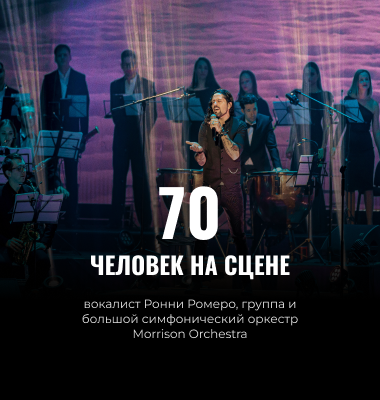 70
ЧЕЛОВЕК НА СЦЕНЕ
вокалист Ронни Ромеро, группа и
большой симфонический оркестр
Morrison Orchestra